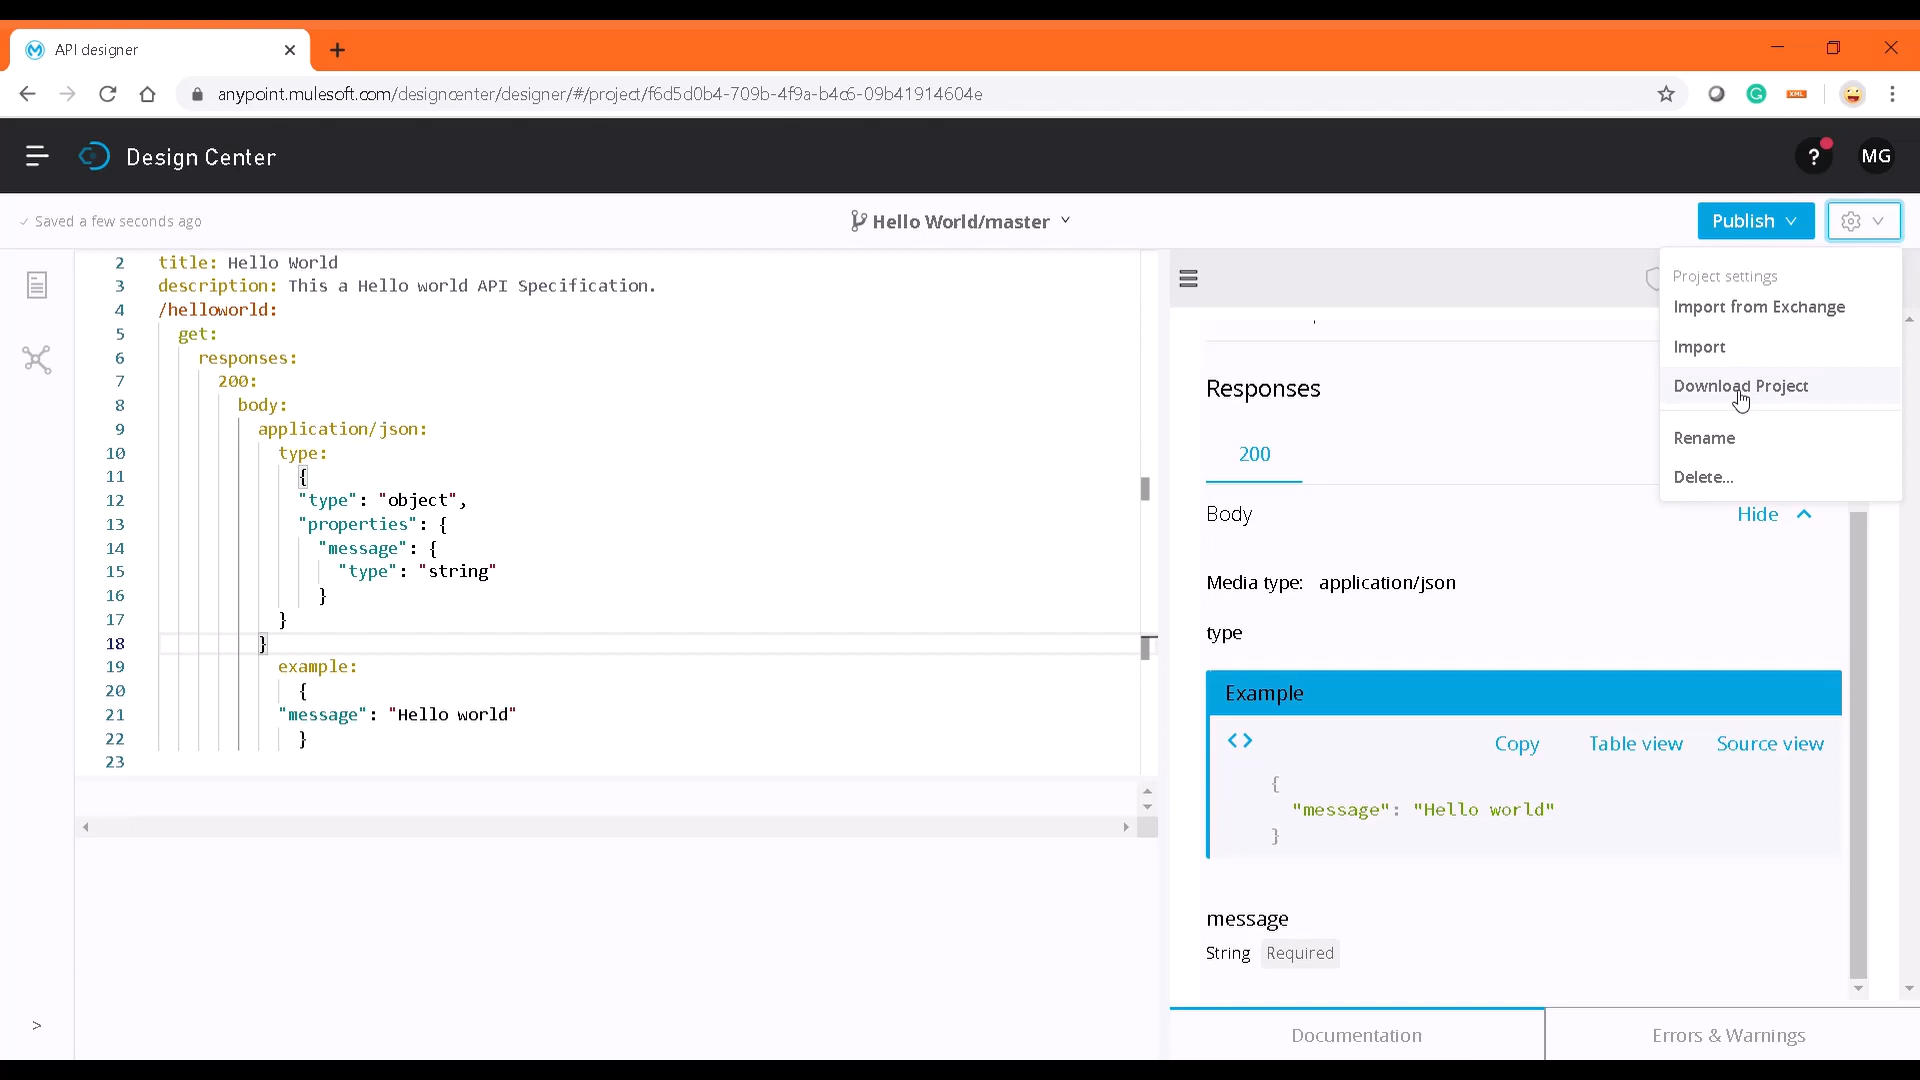 API designer
anypoint.mulesoft.com/designcenter/designer/#/project/f6d5d0b4-709b-4f9a-b4c6-09b41914604e
XML
Design Center
?
MG
Saved a few seconds ago
Hello World/master
Publish
2 title: Hello World
3 description: This a Hello world API Specification.
4 /helloworld:
5 get:
6 responses:
7 200:
8 body:
9 application/json:
10 type:
11 {
12 "type": "object",
13 "properties": {
14 "message": {
15 "type": "string"
16 }
17 }
18 }
19 example:
20 {
21 "message": "Hello world"
22 }
23
Project settings
Import from Exchange
Import
Download Project
Rename
Delete...
Responses
200
Body
Hide
Media type: application/json
type
Example
Copy Table view Source view
{
"message": "Hello world"
}
message
String Required
Documentation
Errors & Warnings